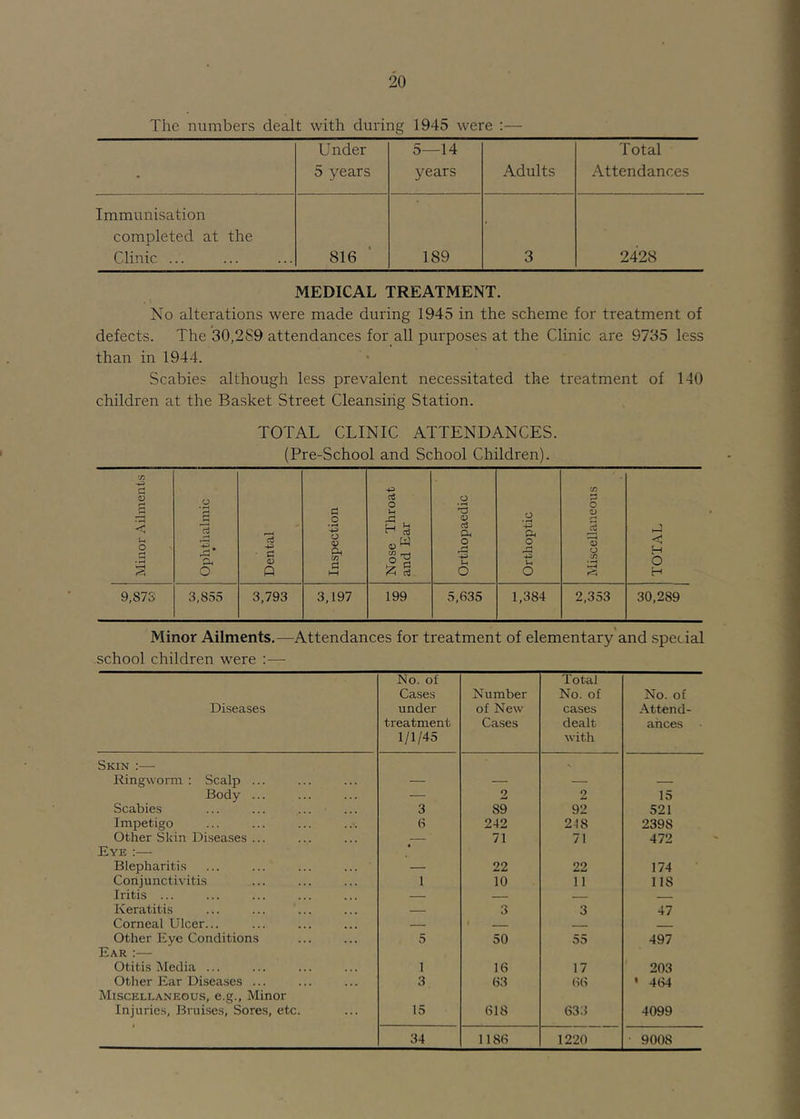 20
The numbers dealt with during 1945 were :—
Under 5 years | 5—14 years | Adults | Total Attendances
Immunisation completed at the Clinic ... ... ... | 816 | 189 | 3 | 2428
MEDICAL TREATMENT.
No alterations were made during 1945 in the scheme for treatment of
defects. The 30,289 attendances for all purposes at the Clinic are 9735 less
than in 1944.
Scabies although less prevalent necessitated the treatment of 140
children at the Basket Street Cleansing Station.
TOTAL CLINIC ATTENDANCES.
(Pre-School and School Children).
Minor Ailments | Ophthalmic | Dental | Inspection | Nose Throat and Ear | Orthopaedic | Orthoptic | Miscellaneous | TOTAL
9,873 | 3,855 | 3,793 | 3,197 | 199 | 5,635 | 1,384 | 2,353 | 30,289
Minor Ailments.—Attendances for treatment of elementary and special
school children were :—
Diseases | No. of Cases under treatment 1/1/45 | Number of New Cases | Total No. of cases dealt with | No. of Attend- ances
Skin :—
Ringworm : Scalp ... ... ... | — | — | — | —
Body ... ... ... | — | 2 | 2 | 15
Scabies ... ... ... ... | 3 | 89 | 92 | 521
Impetigo ... ... ... ... | 6 | 242 | 248 | 2398
Other Skin Diseases ... ... ... | — | 71 | 71 | 472
Eye :—
Blepharitis ... ... ... ... | — | 22 | 22 | 174
Conjunctivitis ... ... ... | 1 | 10 | 11 | 118
Iritis ... ... ... ... ... | — | — | — | —
Keratitis ... ... ... ... | — | 3 | 3 | 47
Corneal Ulcer... ... ... ... | — | — | — | —
Other Eye Conditions ... ... | 5 | 50 | 55 | 497
Ear :—
Otitis Media ... ... ... ... | 1 | 16 | 17 | 203
Other Ear Diseases ... ... ... | 3 | 63 | 66 | 464
Miscellaneous, e.g., Minor
Injuries, Bruises, Sores, etc. ... | 15 | 618 | 633 | 4099
34 | 1186 | 1220 | 9008